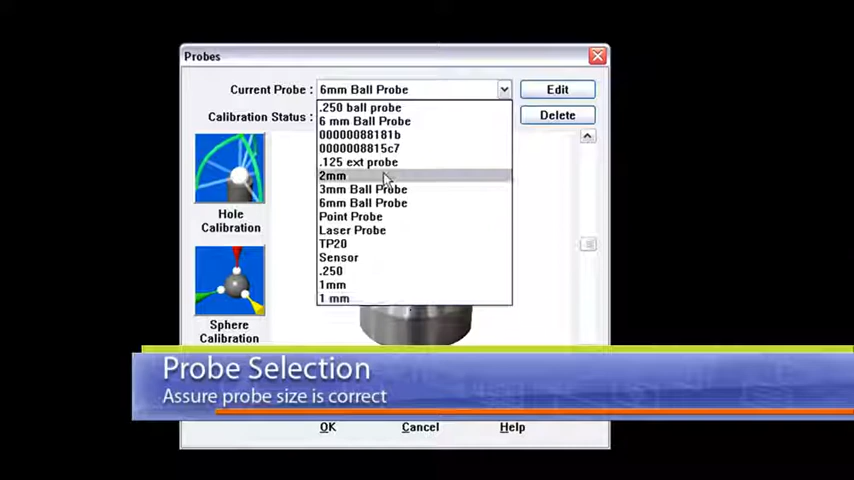 Probes
Current Probe : 6mm Ball Probe Edit
Calibration Status : Delete
.250 ball probe
6 mm Ball Probe
00000088181b
0000008815c7
.125 ext probe
2mm
3mm Ball Probe
6mm Ball Probe
Point Probe
Laser Probe
TP20
Sensor
.250
1mm
1 mm
Hole
Calibration
Sphere
Calibration
Probe Selection
Assure probe size is correct
OK Cancel Help